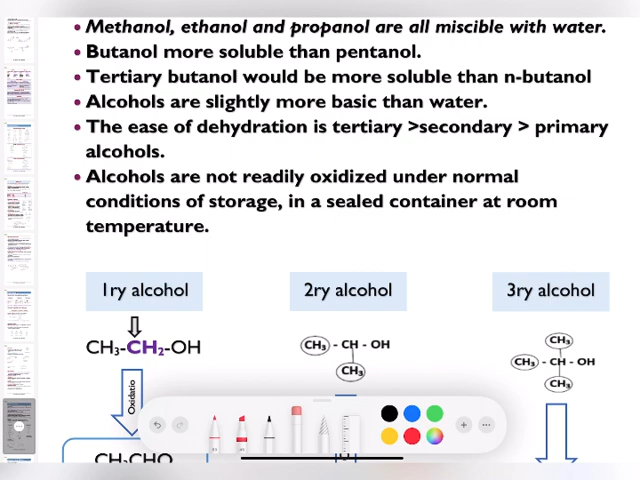 • Methanol, ethanol and propanol are all miscible with water.
• Butanol more soluble than pentanol.
• Tertiary butanol would be more soluble than n-butanol
• Alcohols are slightly more basic than water.
• The ease of dehydration is tertiary >secondary > primary
alcohols.
• Alcohols are not readily oxidized under normal
conditions of storage, in a sealed container at room
temperature.
1ry alcohol
2ry alcohol
3ry alcohol
CH₃-CH₂-OH
CH₃ - CH - OH
CH₃
CH₃
CH₃ - CH - OH
CH₃
Oxidatio
CH₃CHO